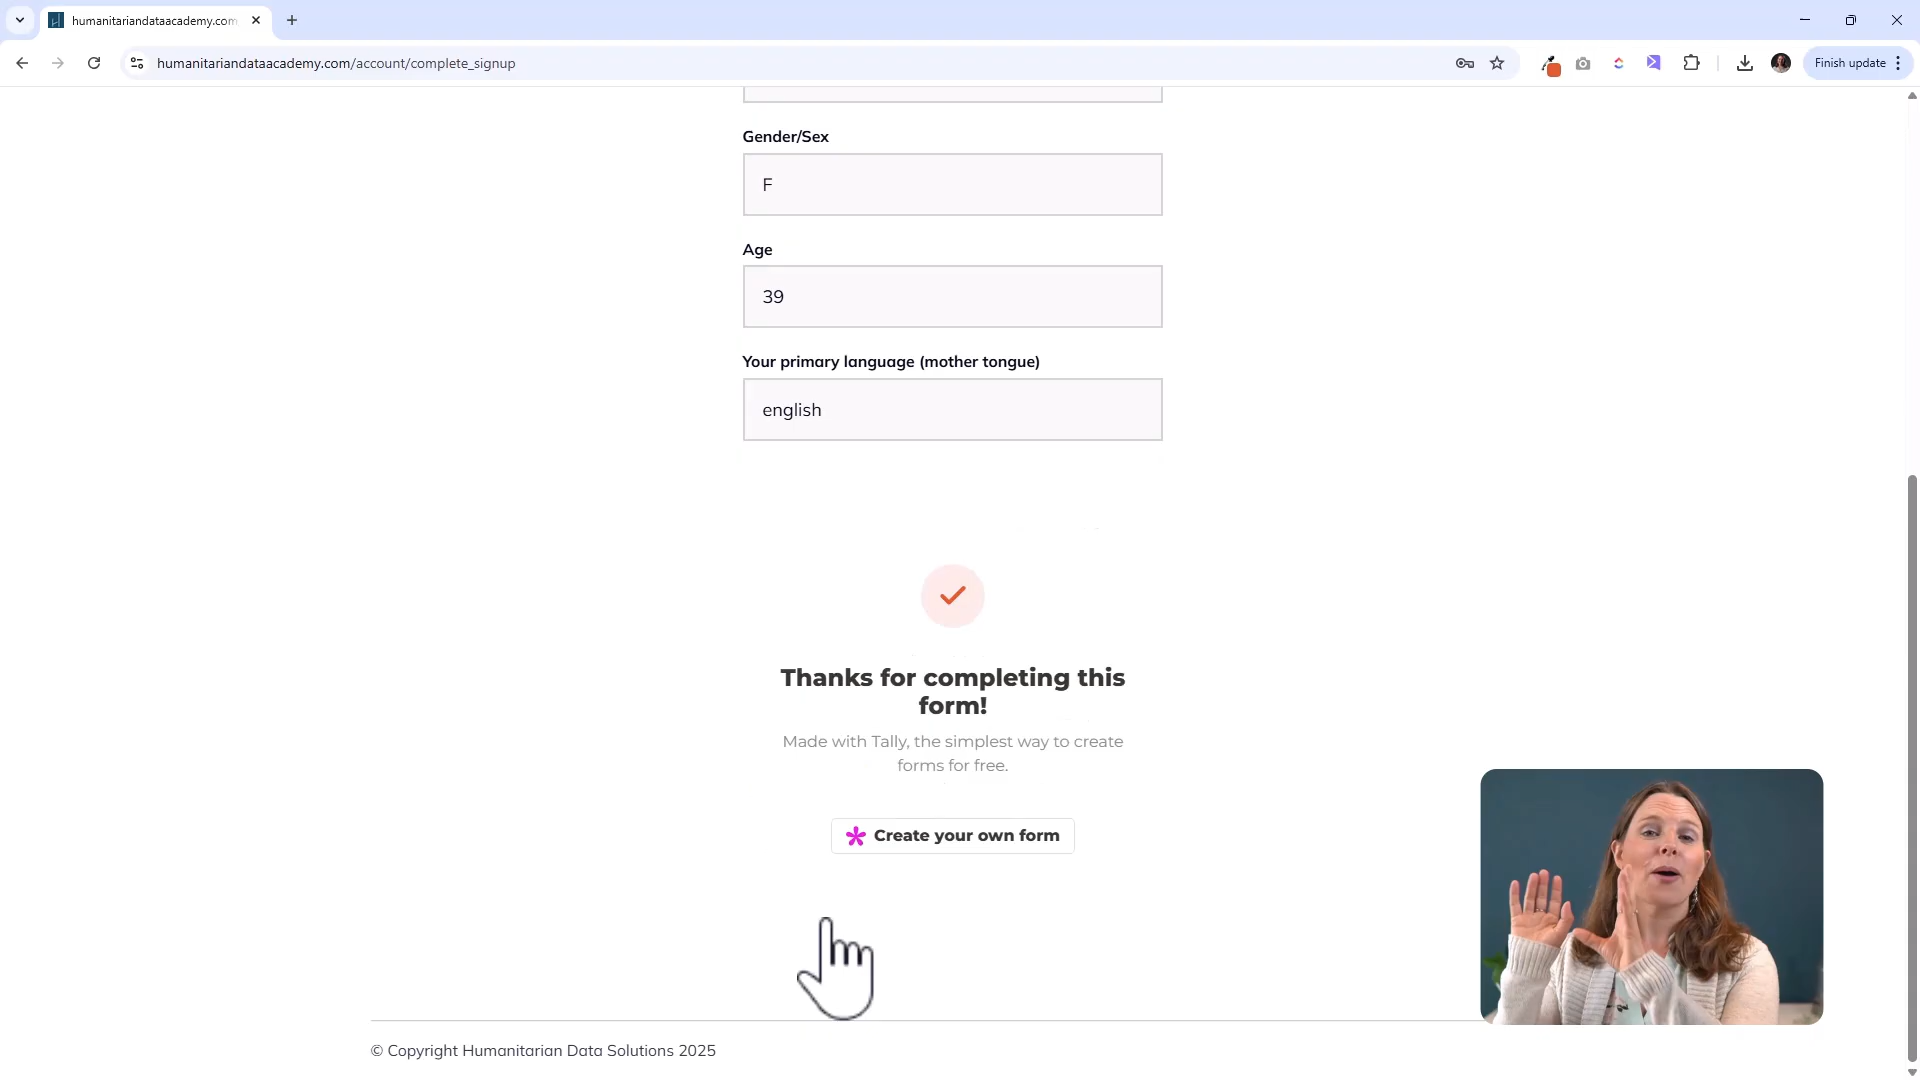 humanitariandataacademy.com
humanitariandataacademy.com/account/complete_signup
Finish update
Gender/Sex
F
Age
39
Your primary language (mother tongue)
english
Thanks for completing this
form!
Made with Tally, the simplest way to create
forms for free.
Create your own form
© Copyright Humanitarian Data Solutions 2025